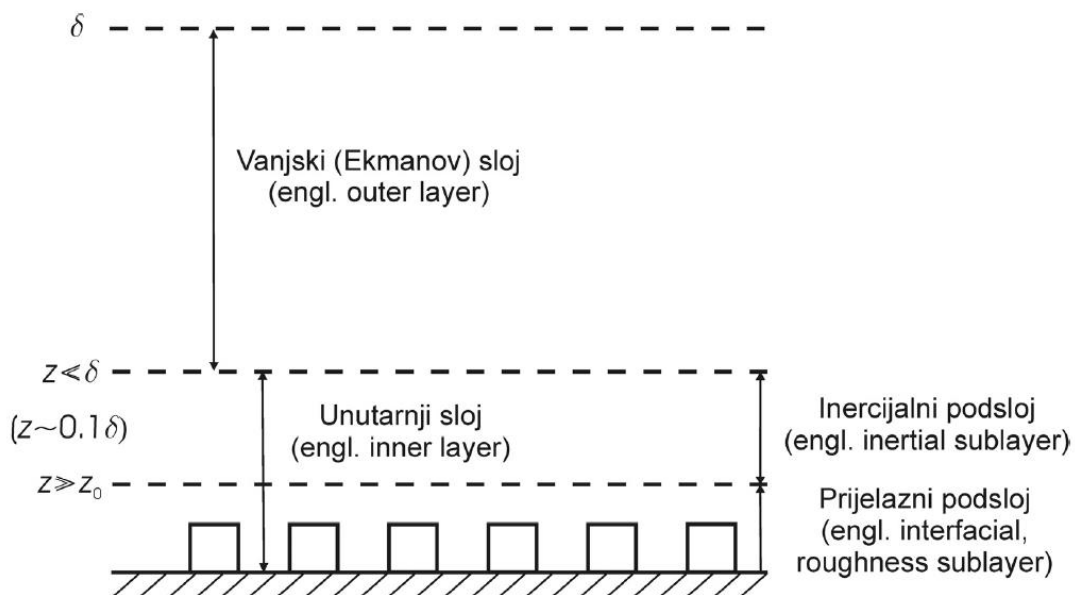 δ
Vanjski (Ekmanov) sloj
(engl. outer layer)
z≪δ
(z~0.1δ)
z≫z₀
Unutarnji sloj
(engl. inner layer)
Inercijalni podsloj
(engl. inertial sublayer)
Prijelazni podsloj
(engl. interfacial,
roughness sublayer)